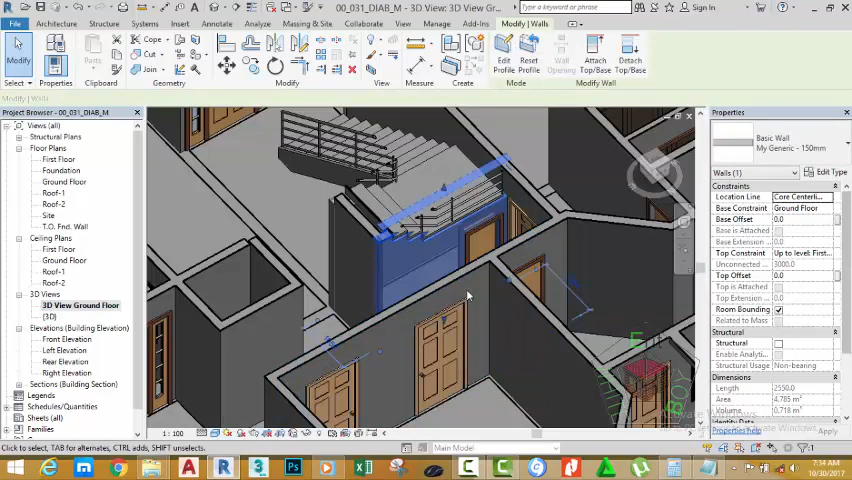 00_031_DIAB_M - 3D View: 3D View Gr...
Type a keyword or phrase
Sign In
File Architecture Structure Systems Insert Annotate Analyze Massing & Site Collaborate View Manage Add-Ins Modify | Walls
Modify
Properties
Paste
Cope
Cut
Join
Edit Profile
Reset Profile
Wall Opening
Attach Top/Base
Detach Top/Base
Select Properties Clipboard Geometry Modify View Measure Create Mode Modify Wall
Modify | Walls
Project Browser - 00_031_DIAB_M
Views (all)
Structural Plans
Floor Plans
First Floor
Foundation
Ground Floor
Roof-1
Roof-2
Site
T.O. Fnd. Wall
Ceiling Plans
First Floor
Ground Floor
Roof-1
Roof-2
3D Views
3D View Ground Floor
{3D}
Elevations (Building Elevation)
Front Elevation
Left Elevation
Rear Elevation
Right Elevation
Sections (Building Section)
Legends
Schedules/Quantities
Sheets (all)
Families
Properties
Basic Wall
My Generic - 150mm
Walls (1)
Edit Type
Constraints
Location Line Core Centerli...
Base Constraint Ground Floor
Base Offset 0.0
Base is Attached
Base Extension ... 0.0
Top Constraint Up to level: First...
Unconnected ... 3000.0
Top Offset 0.0
Top is Attached
Top Extension ... 0.0
Room Bounding
Related to Mass
Structural
Structural
Enable Analyti...
Structural Usage Non-bearing
Dimensions
Length 2550.0
Area 4.785 m²
Volume 0.718 m³
Identity Data
Properties help
Apply
Activate Windows
1 : 100
Click to select, TAB for alternates, CTRL adds, SHIFT unselects.
Main Model
:1
7:34 AM
10/30/2017